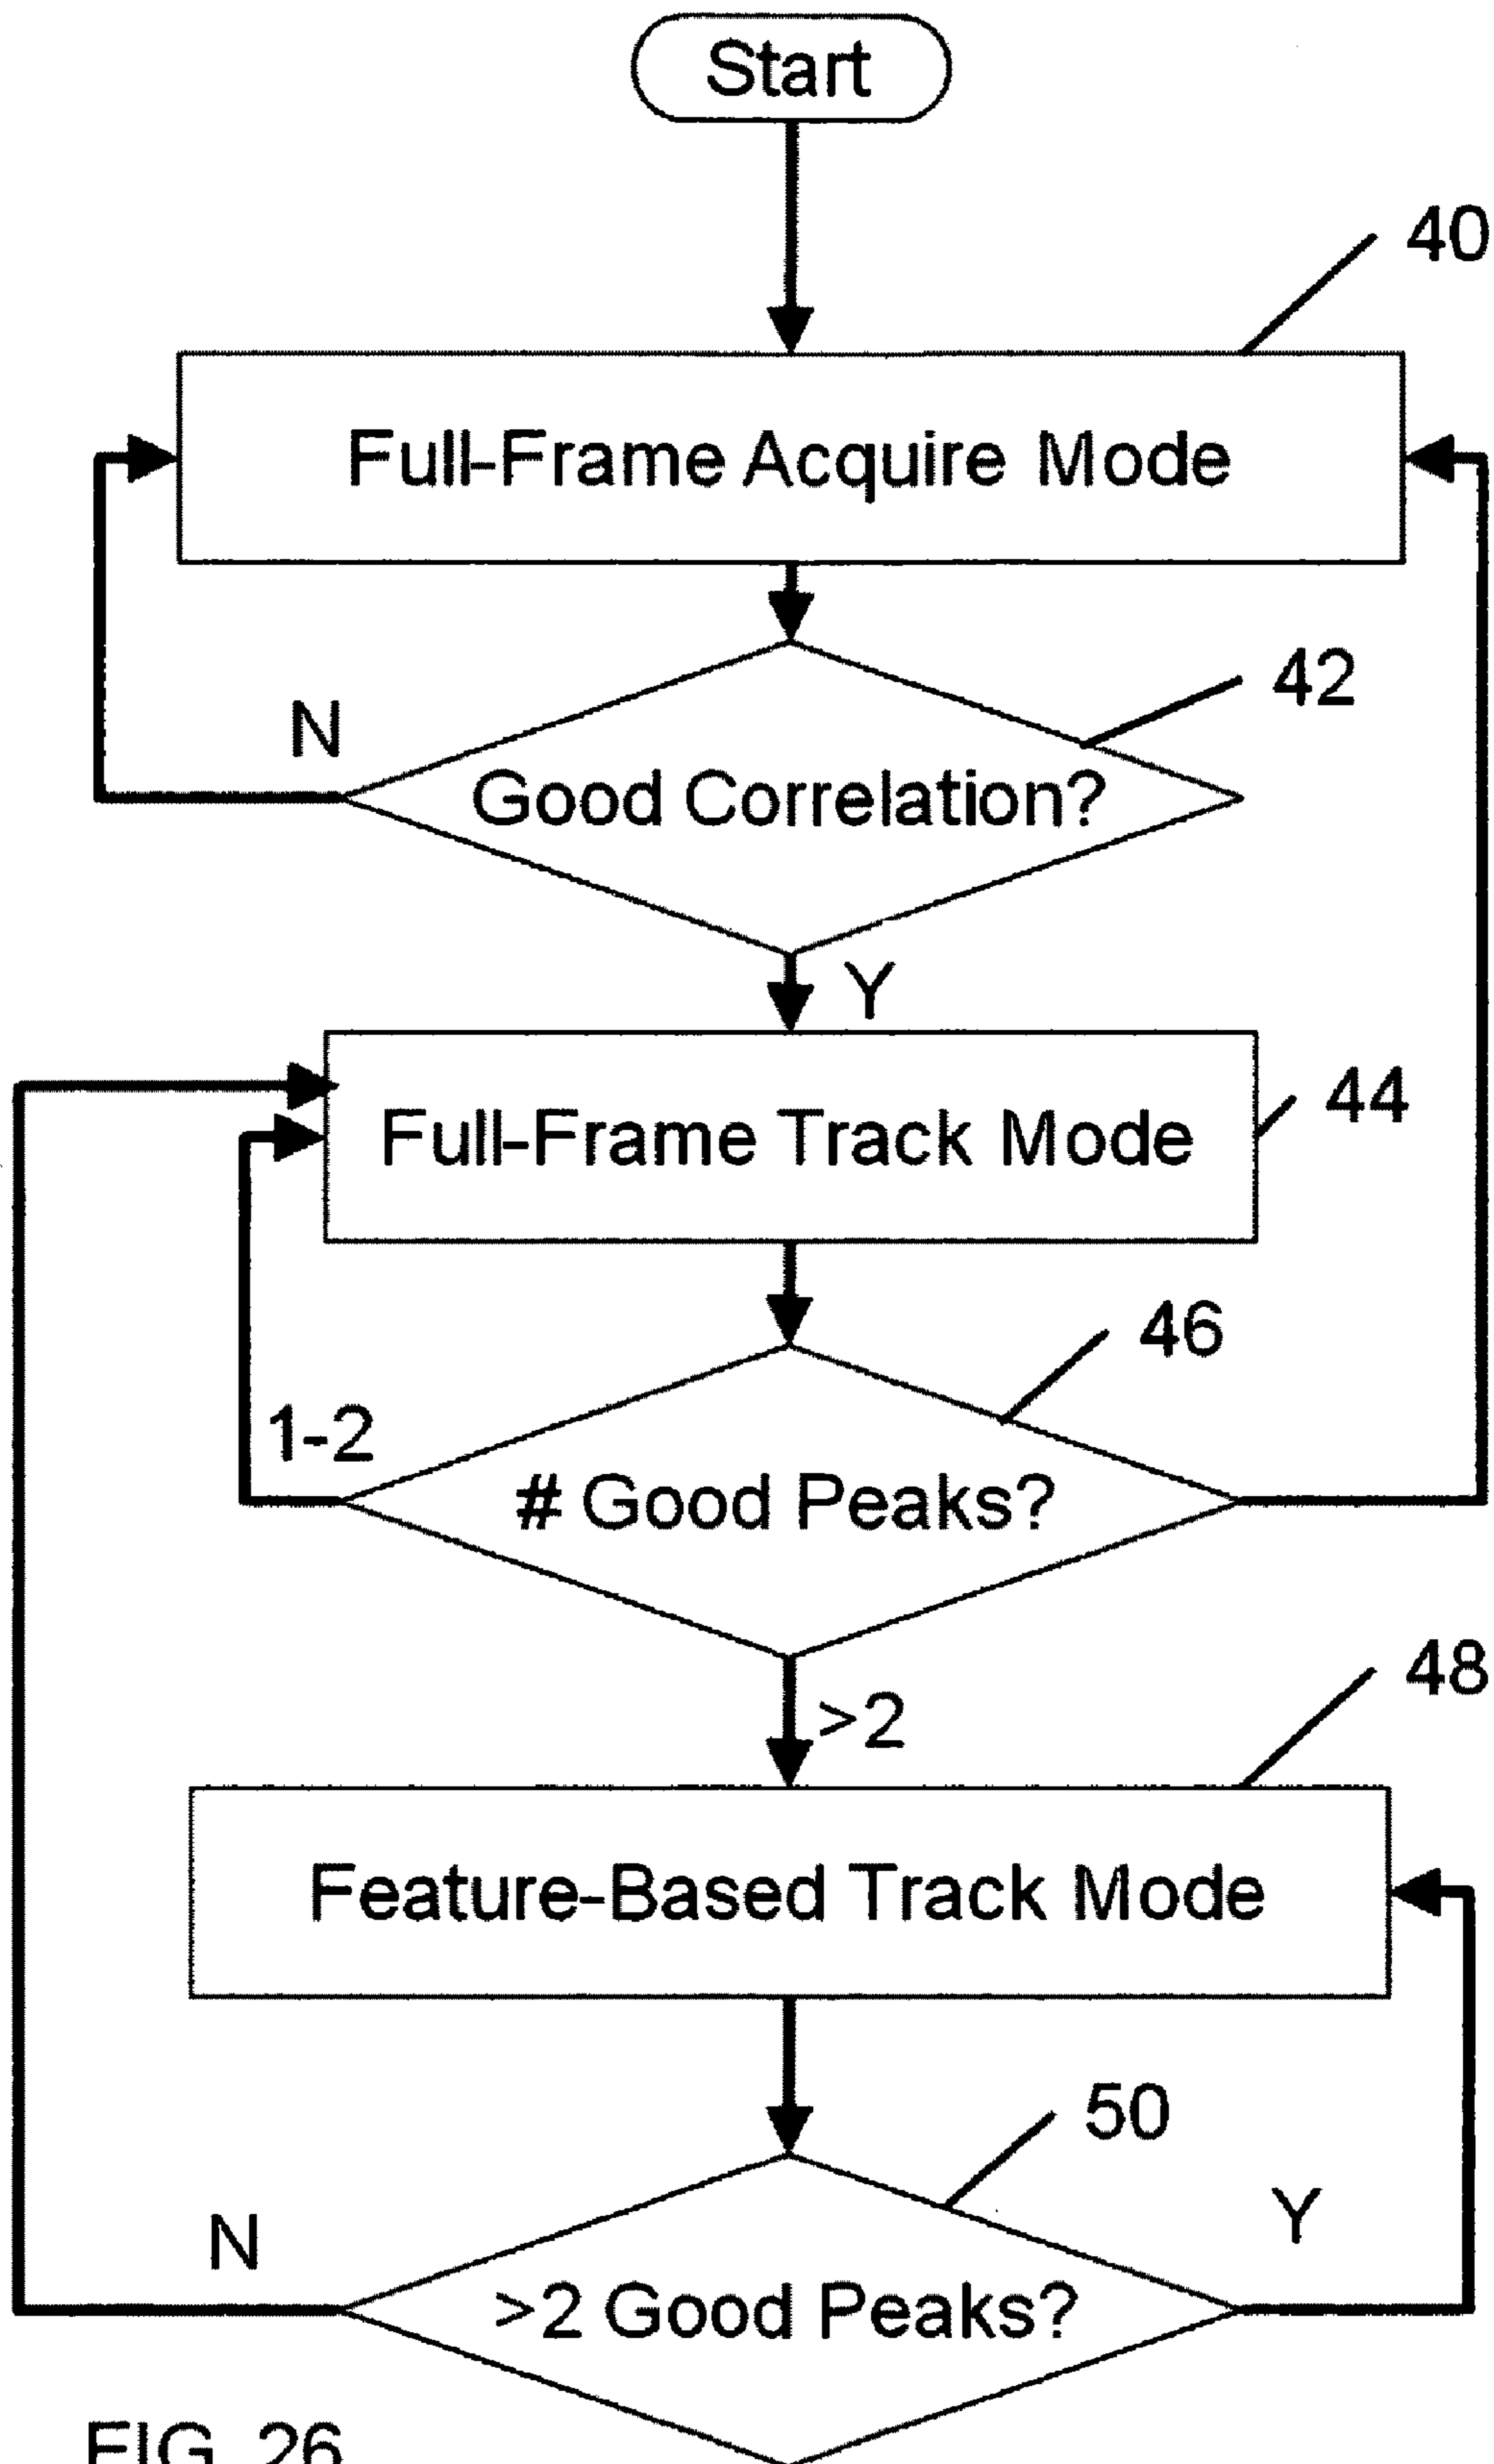 Start
40
Full-Frame Acquire Mode
42
N
Good Correlation?
Y
44
Full-Frame Track Mode
46
1-2
# Good Peaks?
48
>2
Feature-Based Track Mode
50
N
Y
>2 Good Peaks?
FIG. 26